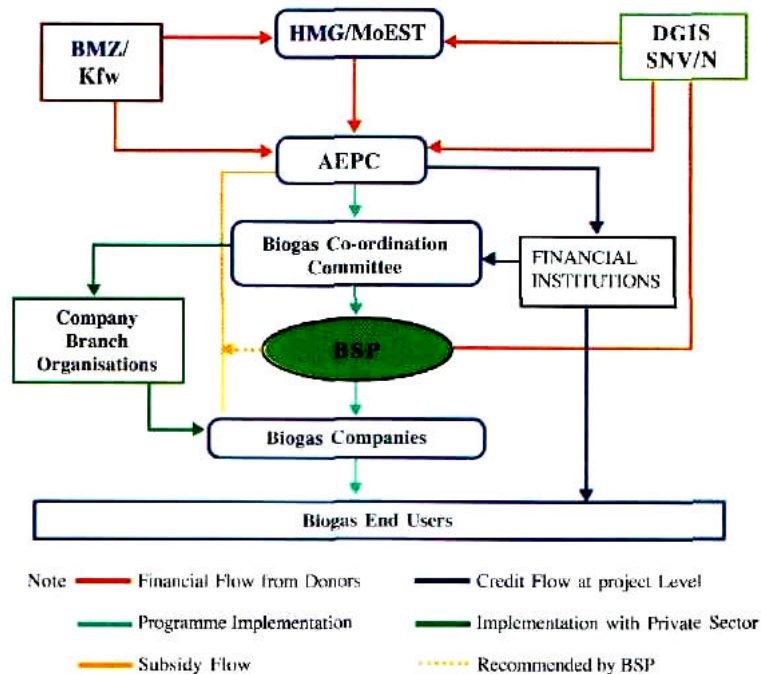 BMZ/
Kfw
HMG/MoEST
DGIS
SNV/N
AEPC
Biogas Co-ordination
Committee
FINANCIAL
INSTITUTIONS
Company
Branch
Organisations
BSP
Biogas Companies
Biogas End Users
Note
Financial Flow from Donors
Credit Flow at project Level
Programme Implementation
Implementation with Private Sector
Subsidy Flow
Recommended by BSP